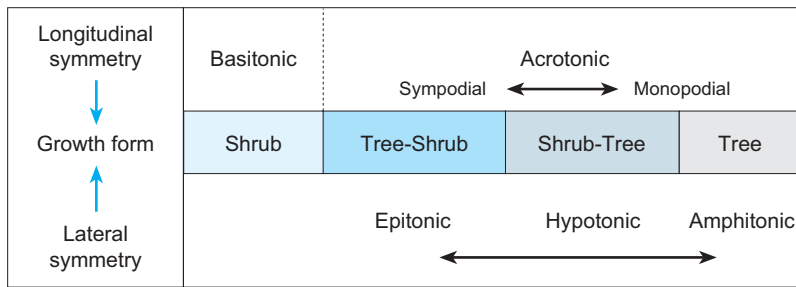 Longitudinal
symmetry
Growth form
Lateral
symmetry
Basitonic
Acrotonic
Sympodial
Monopodial
Shrub
Tree-Shrub
Shrub-Tree
Tree
Epitonic
Hypotonic
Amphitonic